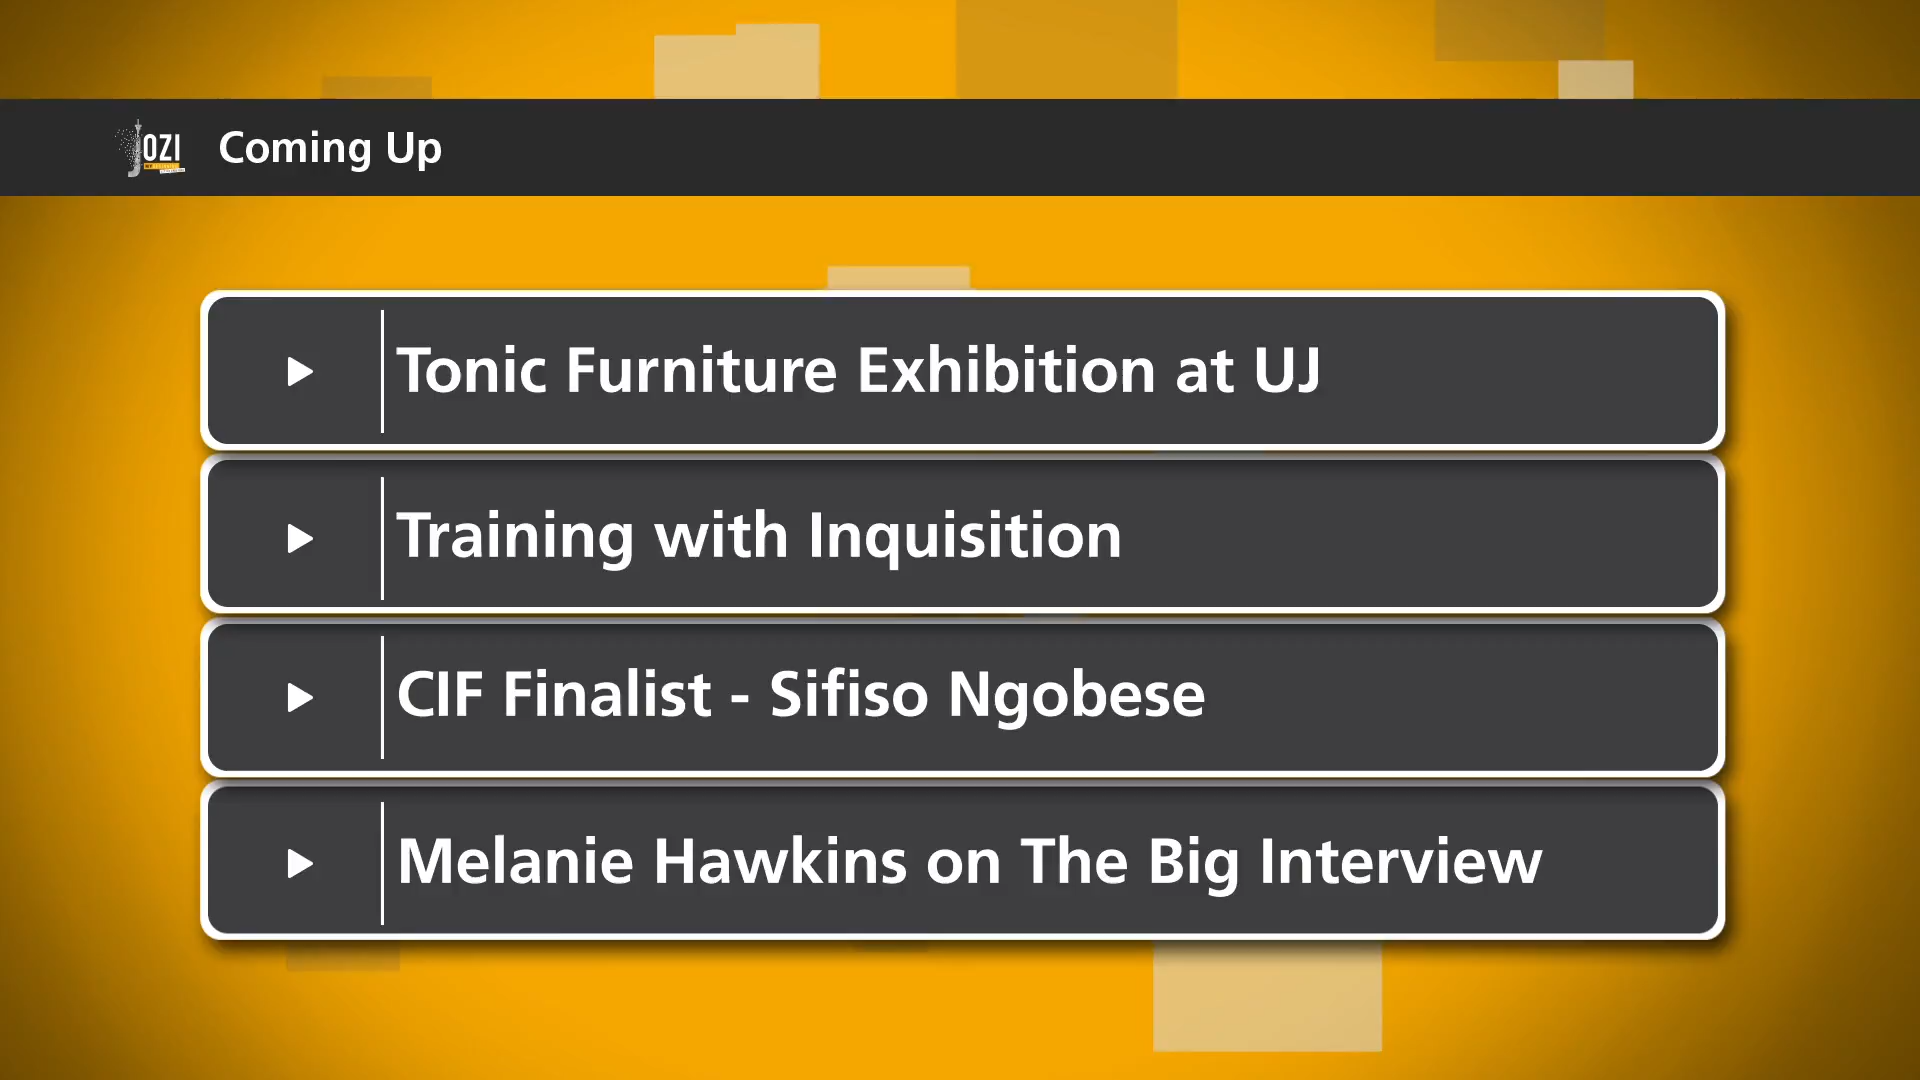 JOZI
Coming Up
Tonic Furniture Exhibition at UJ
Training with Inquisition
CIF Finalist - Sifiso Ngobese
Melanie Hawkins on The Big Interview